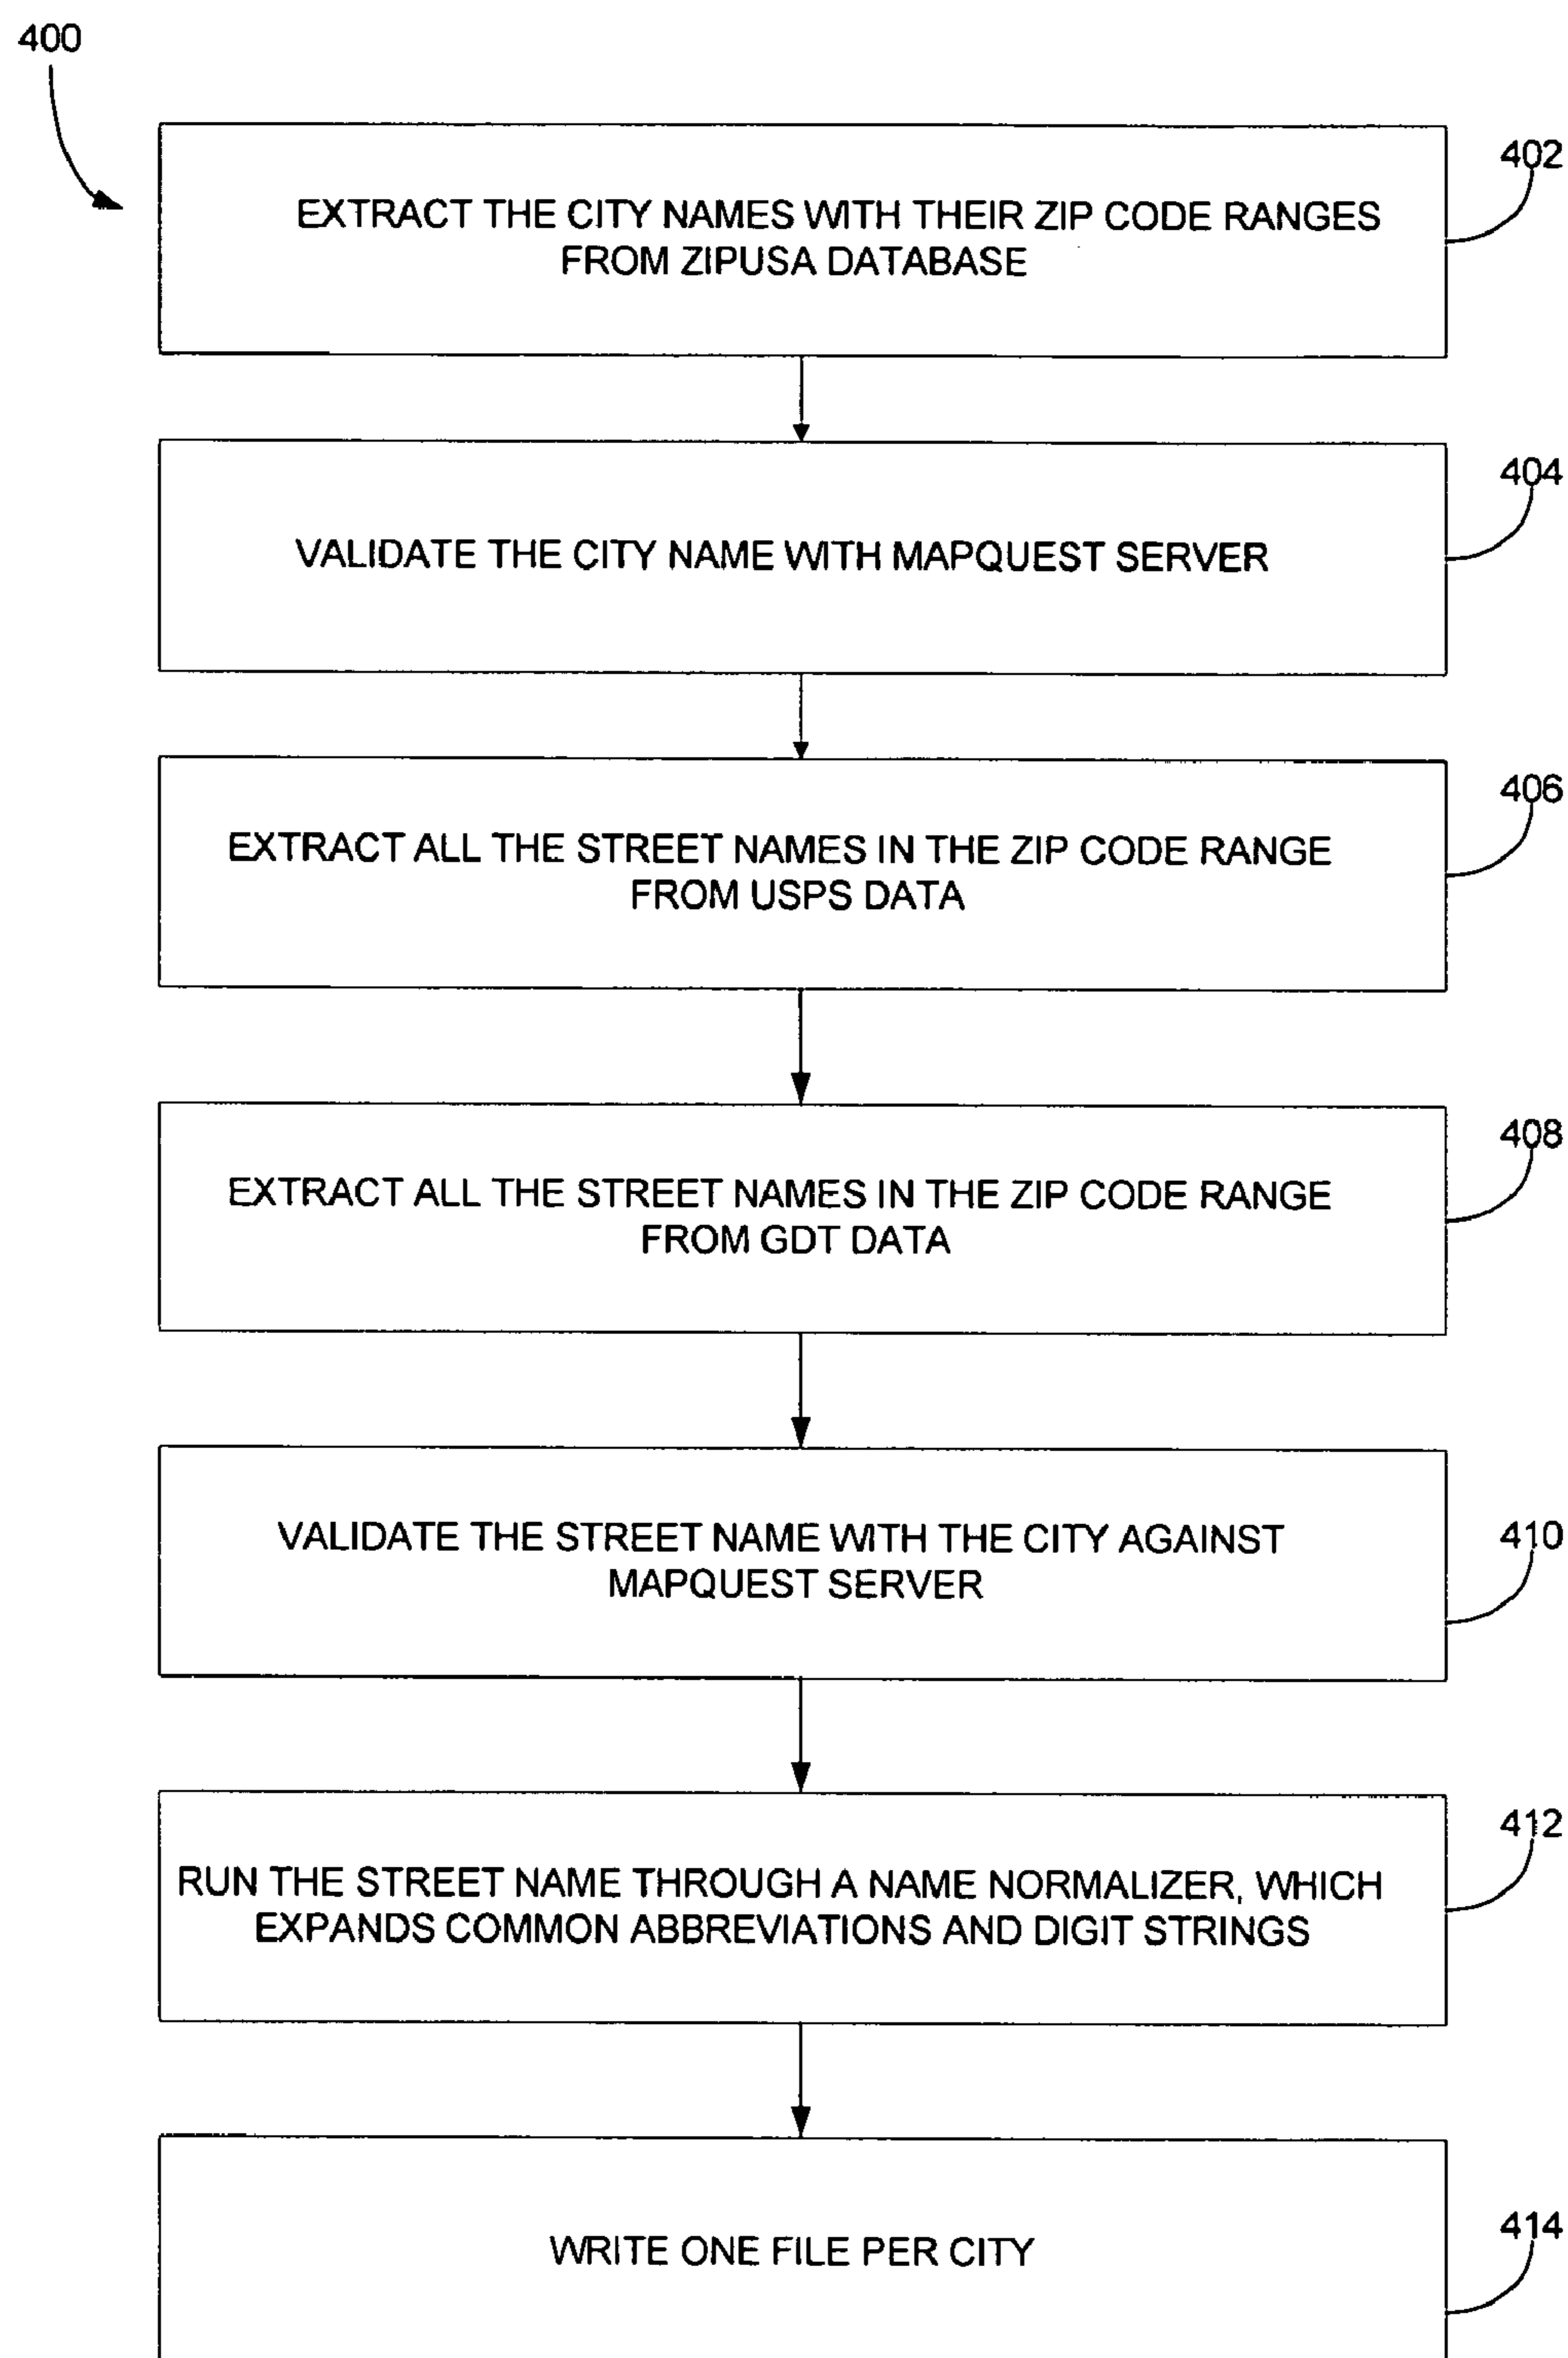 400
402
EXTRACT THE CITY NAMES WITH THEIR ZIP CODE RANGES
FROM ZIPUSA DATABASE
404
VALIDATE THE CITY NAME WITH MAPQUEST SERVER
406
EXTRACT ALL THE STREET NAMES IN THE ZIP CODE RANGE
FROM USPS DATA
408
EXTRACT ALL THE STREET NAMES IN THE ZIP CODE RANGE
FROM GDT DATA
410
VALIDATE THE STREET NAME WITH THE CITY AGAINST
MAPQUEST SERVER
412
RUN THE STREET NAME THROUGH A NAME NORMALIZER, WHICH
EXPANDS COMMON ABBREVIATIONS AND DIGIT STRINGS
414
WRITE ONE FILE PER CITY